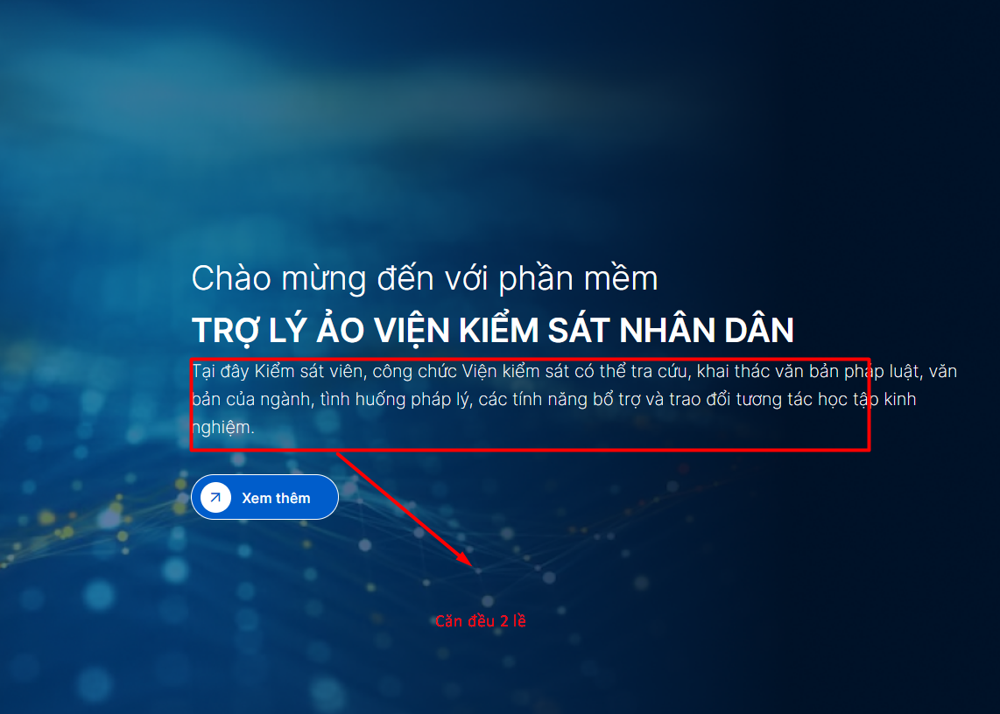 Chào mừng đến với phần mềm
TRỢ LÝ ẢO VIỆN KIỂM SÁT NHÂN DÂN
Tại đây Kiểm sát viên, công chức Viện kiểm sát có thể tra cứu, khai thác văn bản pháp luật, văn
bản của ngành, tình huống pháp lý, các tính năng bổ trợ và trao đổi tương tác học tập kinh
nghiệm.
Xem thêm
Căn đều 2 lề